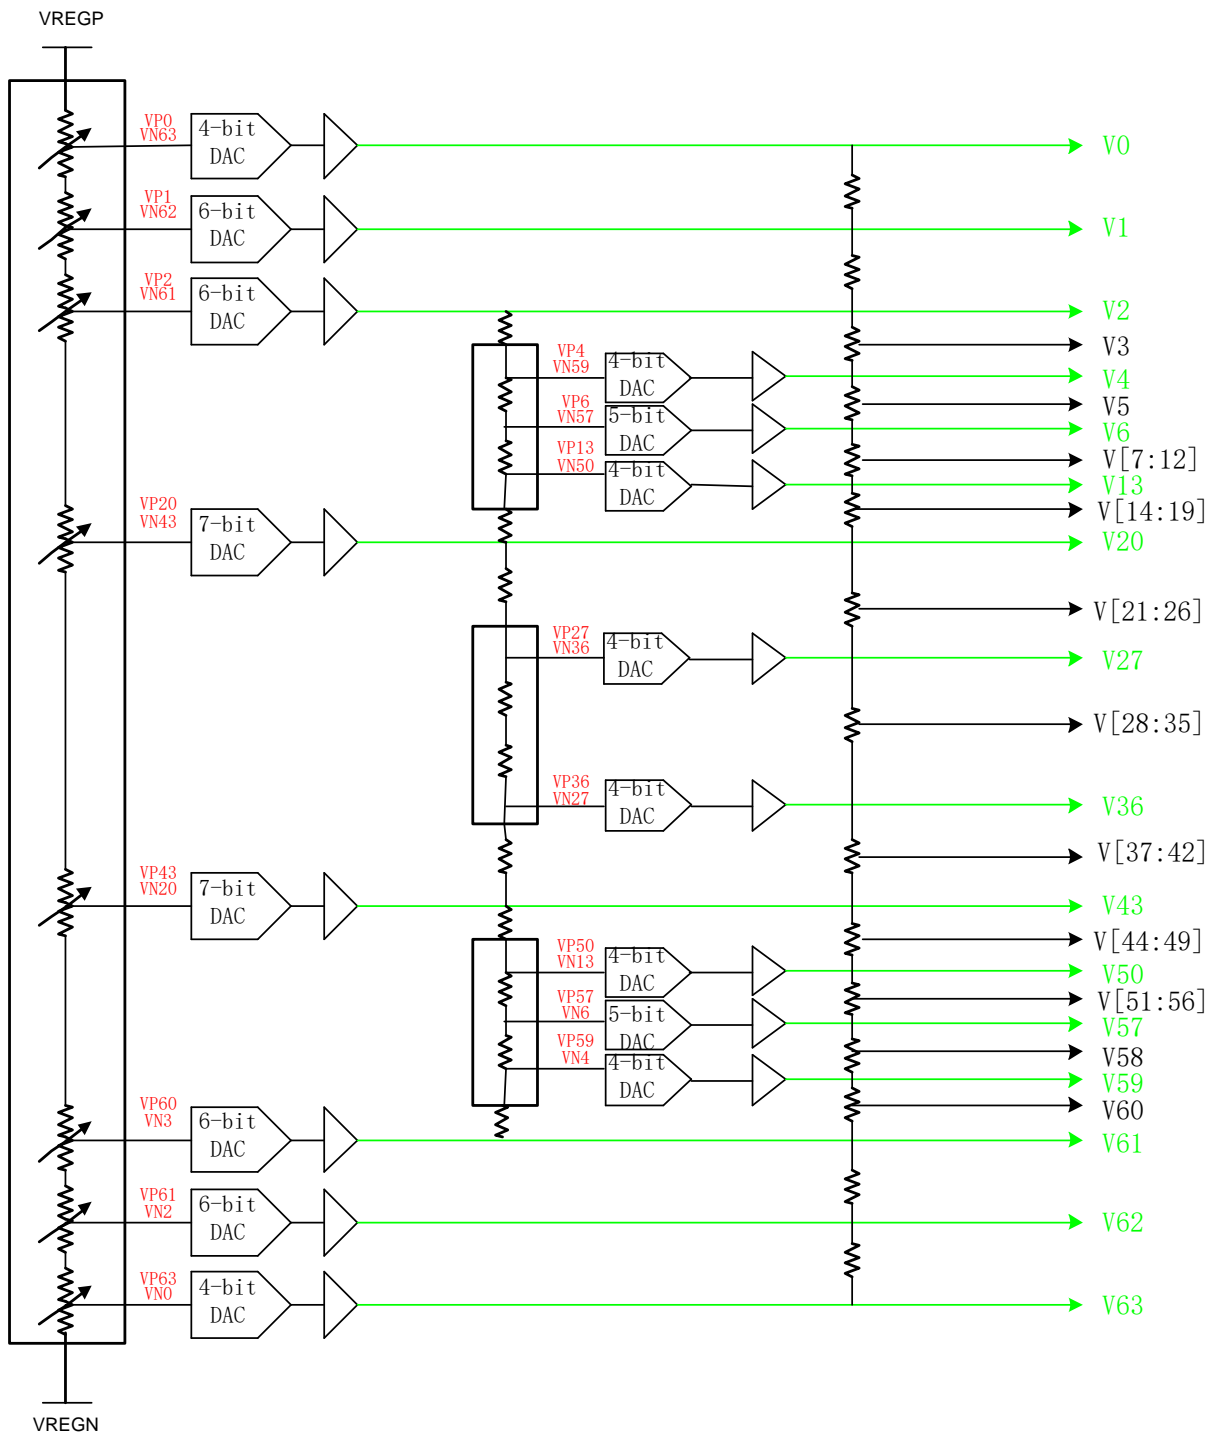 VREGP
VP0
VN63
4-bit
DAC
V0
VP1
VN62
6-bit
DAC
V1
VP2
VN61
6-bit
DAC
V2
V3
VP4
VN59
4-bit
DAC
V4
V5
VP6
VN57
5-bit
DAC
V6
V[7:12]
VP13
VN50
4-bit
DAC
V13
V[14:19]
VP20
VN43
7-bit
DAC
V20
V[21:26]
VP27
VN36
4-bit
DAC
V27
V[28:35]
VP36
VN27
4-bit
DAC
V36
V[37:42]
VP43
VN20
7-bit
DAC
V43
V[44:49]
VP50
VN13
4-bit
DAC
V50
V[51:56]
VP57
VN6
5-bit
DAC
V57
V58
VP59
VN4
4-bit
DAC
V59
V60
VP60
VN3
6-bit
DAC
V61
VP61
VN2
6-bit
DAC
V62
VP63
VN0
4-bit
DAC
V63
VREGN